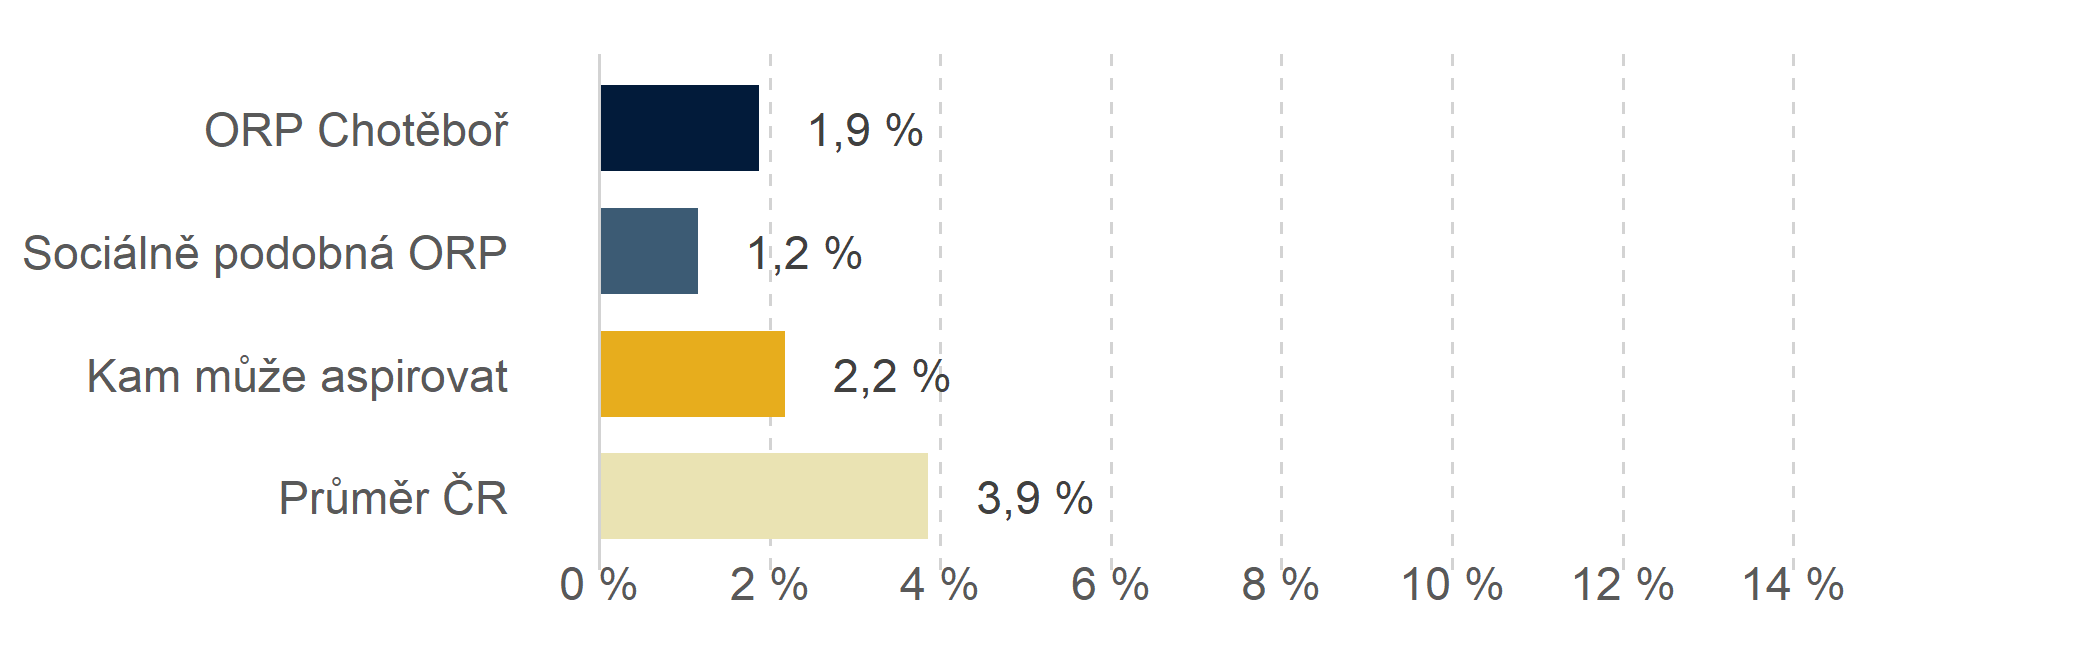 ORP Chotěboř
1,9 %
Sociálně podobná ORP
1,2 %
Kam může aspirovat
2,2 %
Průměr ČR
3,9 %
0 % 2 % 4 % 6 % 8 % 10 % 12 % 14 %